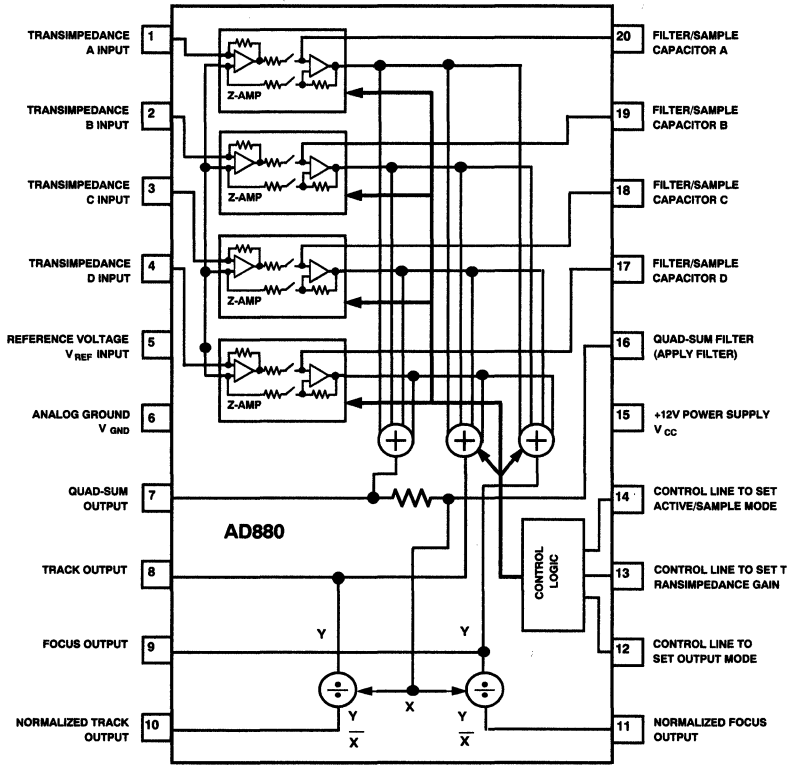 TRANSIMPEDANCE
A INPUT
1
TRANSIMPEDANCE
B INPUT
2
TRANSIMPEDANCE
C INPUT
3
TRANSIMPEDANCE
D INPUT
4
REFERENCE VOLTAGE
VREF INPUT
5
ANALOG GROUND
VGND
6
QUAD-SUM
OUTPUT
7
TRACK OUTPUT
8
FOCUS OUTPUT
9
NORMALIZED TRACK
OUTPUT
10
Z-AMP
Z-AMP
Z-AMP
Z-AMP
+
+
+
AD880
CONTROL
LOGIC
Y
Y
÷
÷
X
Y
X
Y
X
20
FILTER/SAMPLE
CAPACITOR A
19
FILTER/SAMPLE
CAPACITOR B
18
FILTER/SAMPLE
CAPACITOR C
17
FILTER/SAMPLE
CAPACITOR D
16
QUAD-SUM FILTER
(APPLY FILTER)
15
+12V POWER SUPPLY
VCC
14
CONTROL LINE TO SET
ACTIVE/SAMPLE MODE
13
CONTROL LINE TO SET T
RANSIMPEDANCE GAIN
12
CONTROL LINE TO
SET OUTPUT MODE
11
NORMALIZED FOCUS
OUTPUT